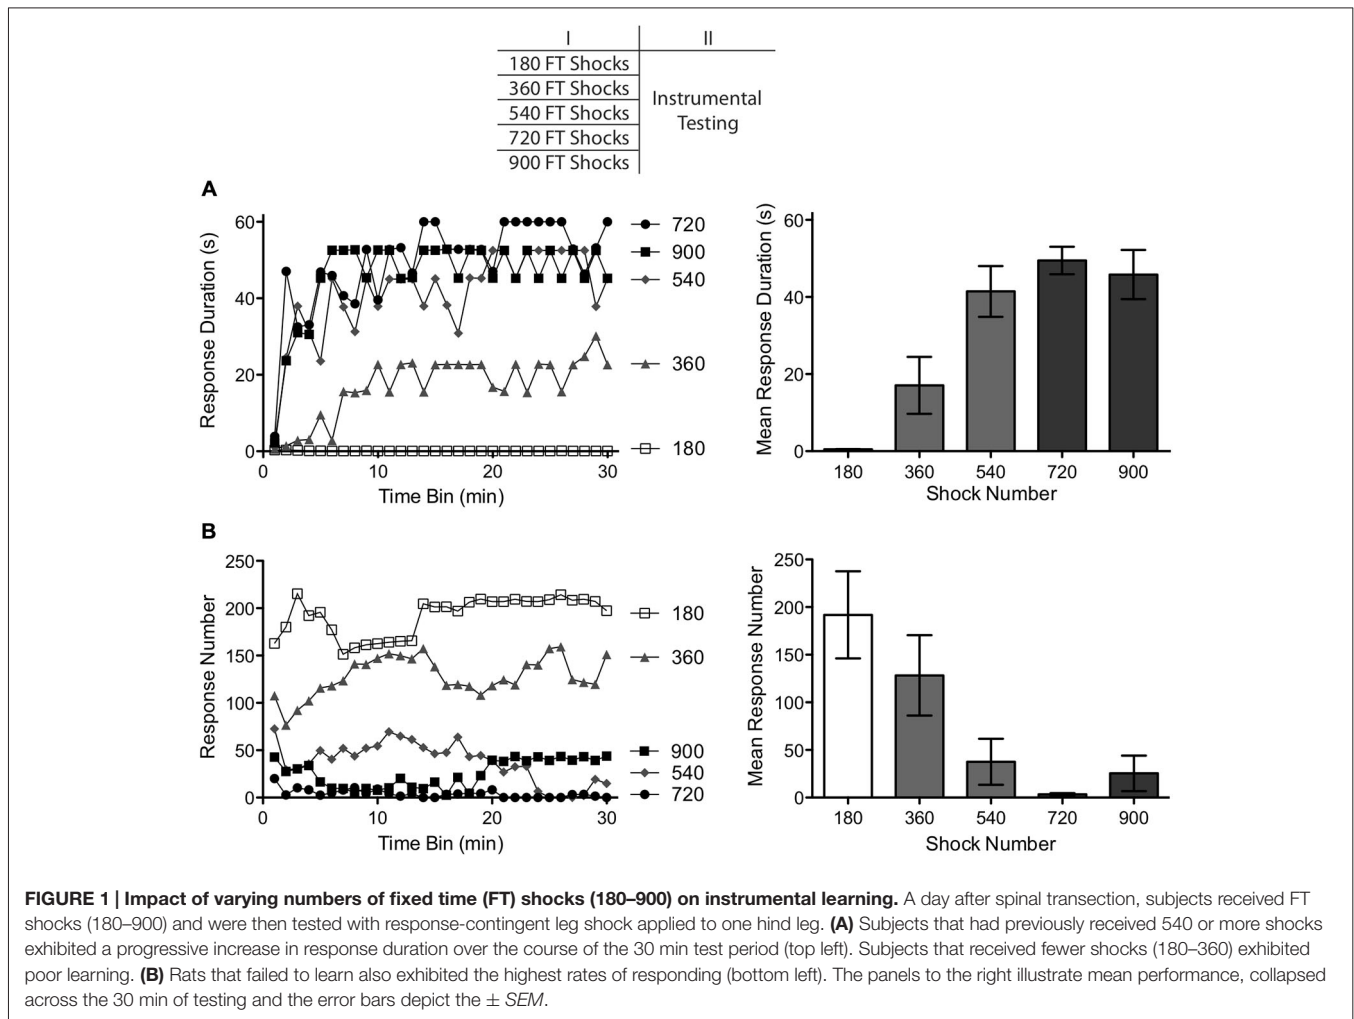 I II
180 FT Shocks
360 FT Shocks
540 FT Shocks
720 FT Shocks
900 FT Shocks
Instrumental
Testing
A
Response Duration (s)
60
40
20
0
0 10 20 30
Time Bin (min)
720
900
540
360
180
Mean Response Duration (s)
60
40
20
0
180 360 540 720 900
Shock Number
B
Response Number
250
200
150
100
50
0
0 10 20 30
Time Bin (min)
180
360
900
540
720
Mean Response Number
250
200
150
100
50
0
180 360 540 720 900
Shock Number
FIGURE 1 | Impact of varying numbers of fixed time (FT) shocks (180–900) on instrumental learning. A day after spinal transection, subjects received FT
shocks (180–900) and were then tested with response-contingent leg shock applied to one hind leg. (A) Subjects that had previously received 540 or more shocks
exhibited a progressive increase in response duration over the course of the 30 min test period (top left). Subjects that received fewer shocks (180–360) exhibited
poor learning. (B) Rats that failed to learn also exhibited the highest rates of responding (bottom left). The panels to the right illustrate mean performance, collapsed
across the 30 min of testing and the error bars depict the ± SEM.